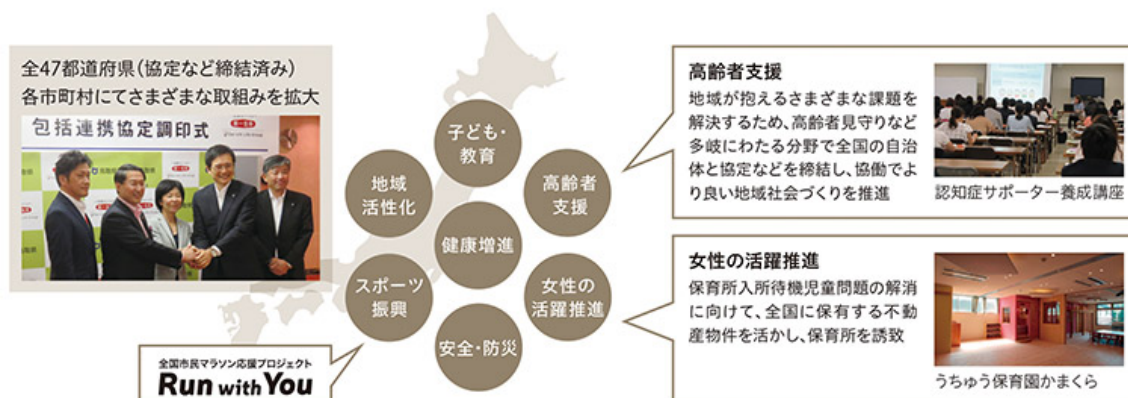 全47都道府県（協定など締結済み）
各市町村にてさまざまな取組みを拡大
包括連携協定調印式
子ども・
教育
地域
活性化
高齢者
支援
健康増進
スポーツ
振興
女性の
活躍推進
安全・防災
全国市民マラソン応援プロジェクト
Run with You
高齢者支援
地域が抱えるさまざまな課題を
解決するため、高齢者見守りなど
多岐にわたる分野で全国の自治
体と協定などを締結し、協働でよ
り良い地域社会づくりを推進
認知症サポーター養成講座
女性の活躍推進
保育所入所待機児童問題の解消
に向けて、全国に保有する不動
産物件を活かし、保育所を誘致
うちゅう保育園かまくら